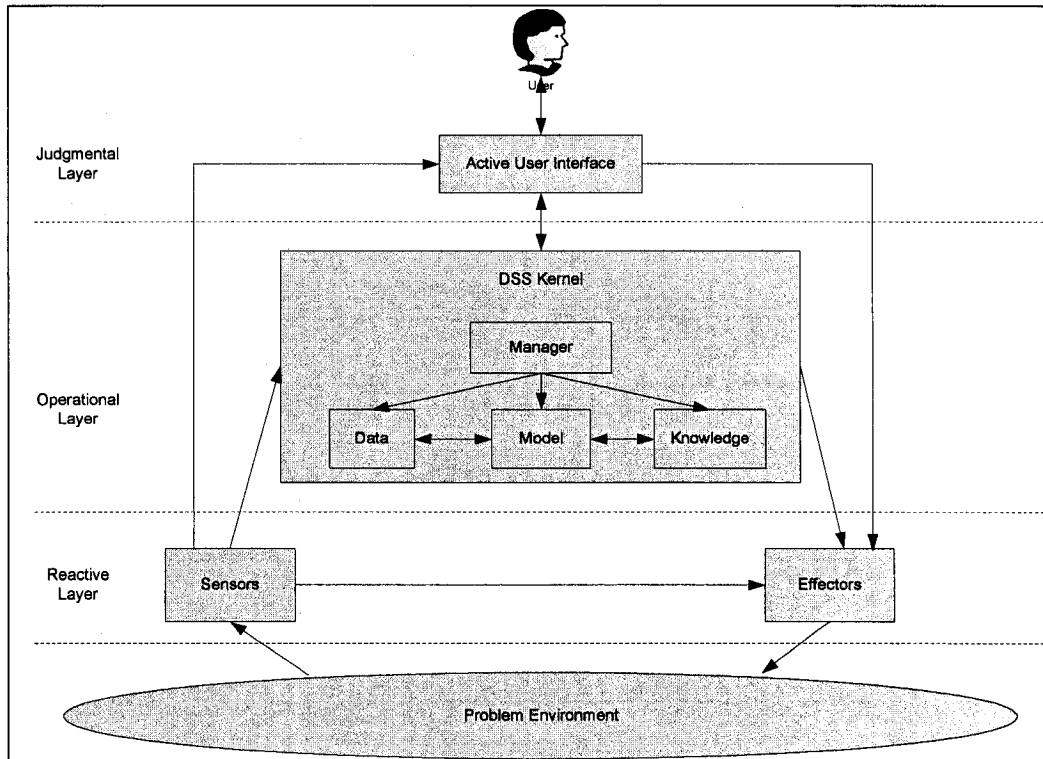 User
Judgmental
Layer
Active User Interface
DSS Kernel
Manager
Operational
Layer
Data
Model
Knowledge
Reactive
Layer
Sensors
Effectors
Problem Environment